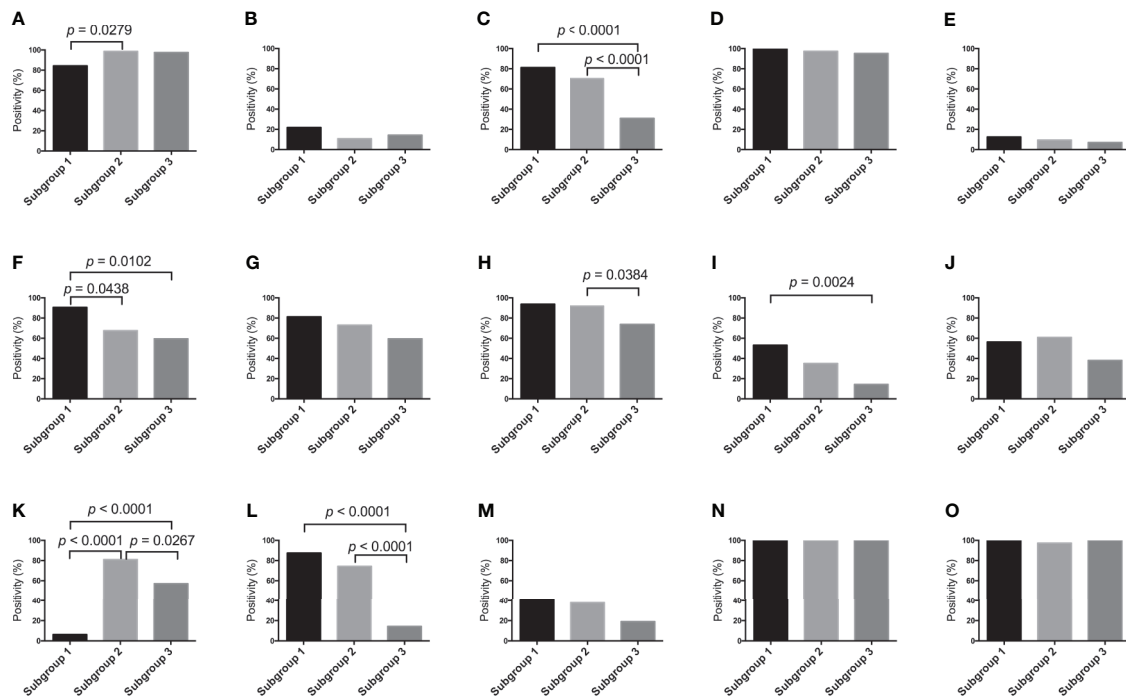 A
p = 0.0279
Positivity (%)
100
80
60
40
20
0
Subgroup 1
Subgroup 2
Subgroup 3
B
Positivity (%)
100
80
60
40
20
0
Subgroup 1
Subgroup 2
Subgroup 3
C
p < 0.0001
p < 0.0001
Positivity (%)
100
80
60
40
20
0
Subgroup 1
Subgroup 2
Subgroup 3
D
Positivity (%)
100
80
60
40
20
0
Subgroup 1
Subgroup 2
Subgroup 3
E
Positivity (%)
100
80
60
40
20
0
Subgroup 1
Subgroup 2
Subgroup 3
F
p = 0.0102
p = 0.0438
Positivity (%)
100
80
60
40
20
0
Subgroup 1
Subgroup 2
Subgroup 3
G
Positivity (%)
100
80
60
40
20
0
Subgroup 1
Subgroup 2
Subgroup 3
H
p = 0.0384
Positivity (%)
100
80
60
40
20
0
Subgroup 1
Subgroup 2
Subgroup 3
I
p = 0.0024
Positivity (%)
100
80
60
40
20
0
Subgroup 1
Subgroup 2
Subgroup 3
J
Positivity (%)
100
80
60
40
20
0
Subgroup 1
Subgroup 2
Subgroup 3
K
p < 0.0001
p < 0.0001 p = 0.0267
Positivity (%)
100
80
60
40
20
0
Subgroup 1
Subgroup 2
Subgroup 3
L
p < 0.0001
p < 0.0001
Positivity (%)
100
80
60
40
20
0
Subgroup 1
Subgroup 2
Subgroup 3
M
Positivity (%)
100
80
60
40
20
0
Subgroup 1
Subgroup 2
Subgroup 3
N
Positivity (%)
100
80
60
40
20
0
Subgroup 1
Subgroup 2
Subgroup 3
O
Positivity (%)
100
80
60
40
20
0
Subgroup 1
Subgroup 2
Subgroup 3